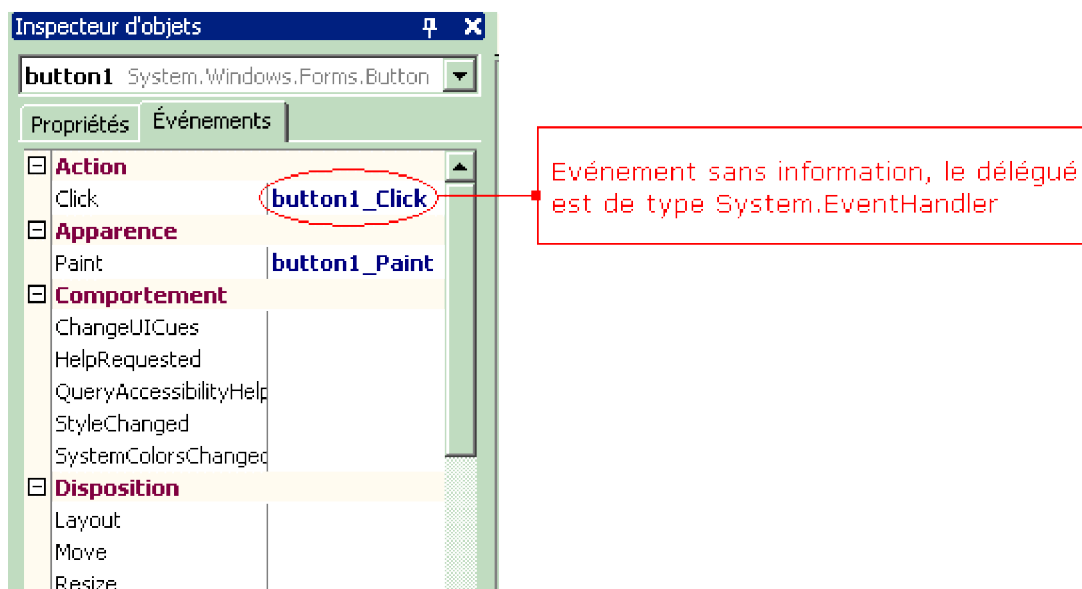 Inspecteur d'objets
button1 System.Windows.Forms.Button
Propriétés Événements
Action
Click button1_Click
Evénement sans information, le délégué
est de type System.EventHandler
Apparence
Paint button1_Paint
Comportement
ChangeUICues
HelpRequested
QueryAccessibilityHelp
StyleChanged
SystemColorsChanged
Disposition
Layout
Move
Resize